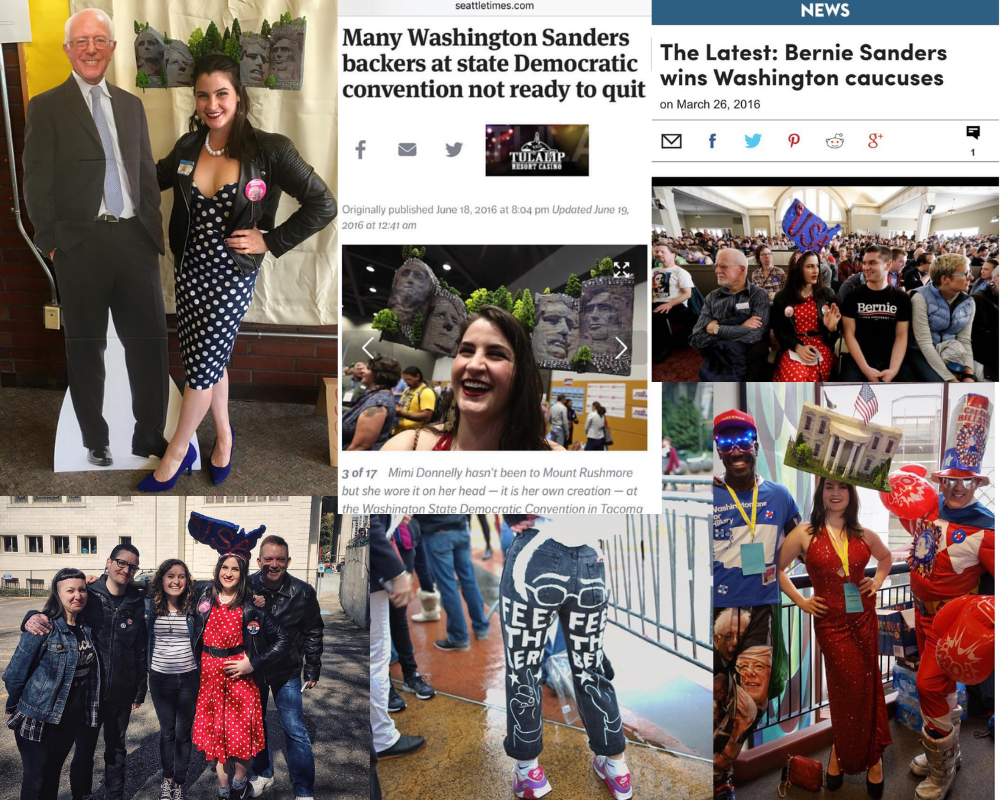 seattletimes.com
Many Washington Sanders
backers at state Democratic
convention not ready to quit
TULALIP
RESORT CASINO
Originally published June 18, 2016 at 8:04 pm Updated June 19,
2016 at 12:41 am
3 of 17 Mimi Donnelly hasn't been to Mount Rushmore
but she wore it on her head — it is her own creation — at
the Washington State Democratic Convention in Tacoma
NEWS
The Latest: Bernie Sanders
wins Washington caucuses
on March 26, 2016
1
USA
Bernie
FEEL
THE
BERN
FEEL
THE
BER